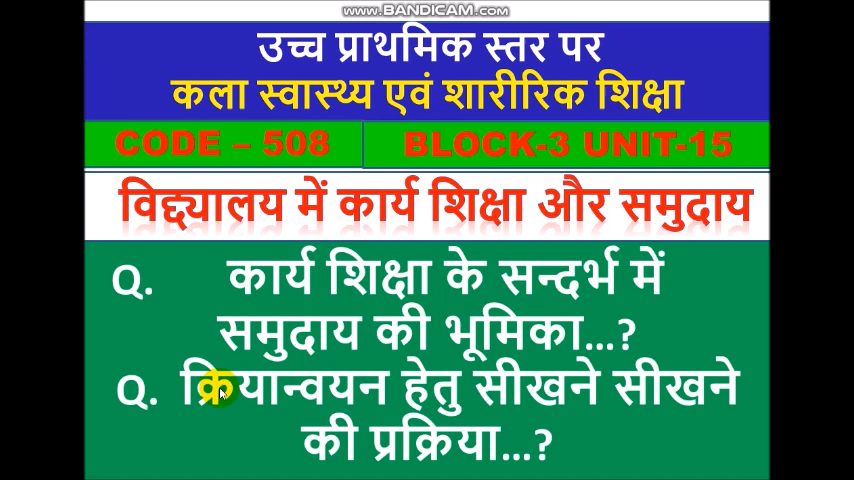 www.BANDICAM.com
उच्च प्राथमिक स्तर पर
कला स्वास्थ्य एवं शारीरिक शिक्षा
CODE – 508 BLOCK-3 UNIT-15
विद्द्यालय में कार्य शिक्षा और समुदाय
Q. कार्य शिक्षा के सन्दर्भ में
समुदाय की भूमिका...?
Q. क्रियान्वयन हेतु सीखने सीखने
की प्रक्रिया...?